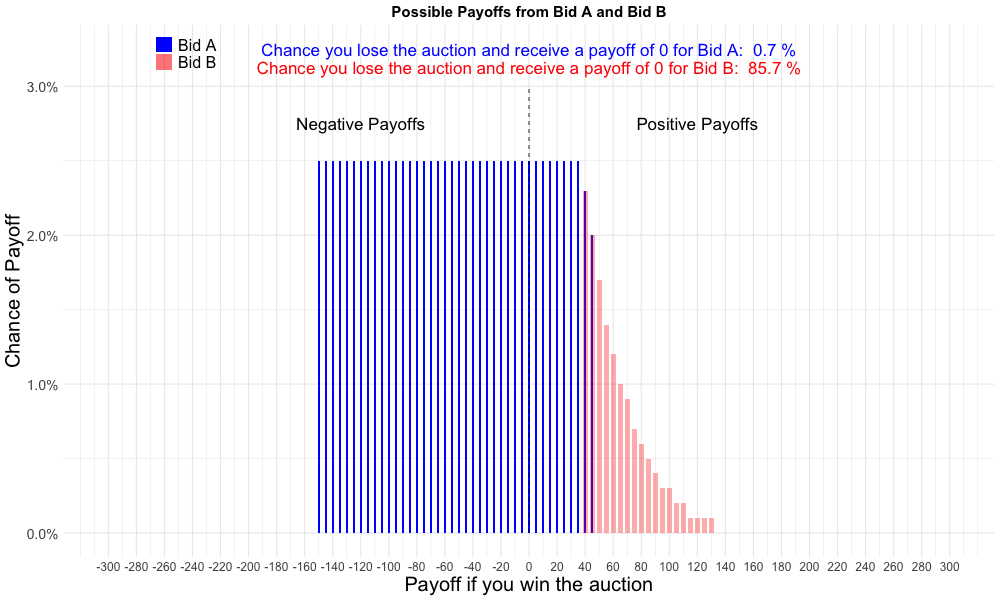 Possible Payoffs from Bid A and Bid B
Bid A
Bid B
Chance you lose the auction and receive a payoff of 0 for Bid A:  0.7 %
Chance you lose the auction and receive a payoff of 0 for Bid B:  85.7 %
Negative Payoffs
Positive Payoffs
Chance of Payoff
3.0%
2.0%
1.0%
0.0%
-300 -280 -260 -240 -220 -200 -180 -160 -140 -120 -100 -80 -60 -40 -20 0 20 40 60 80 100 120 140 160 180 200 220 240 260 280 300
Payoff if you win the auction